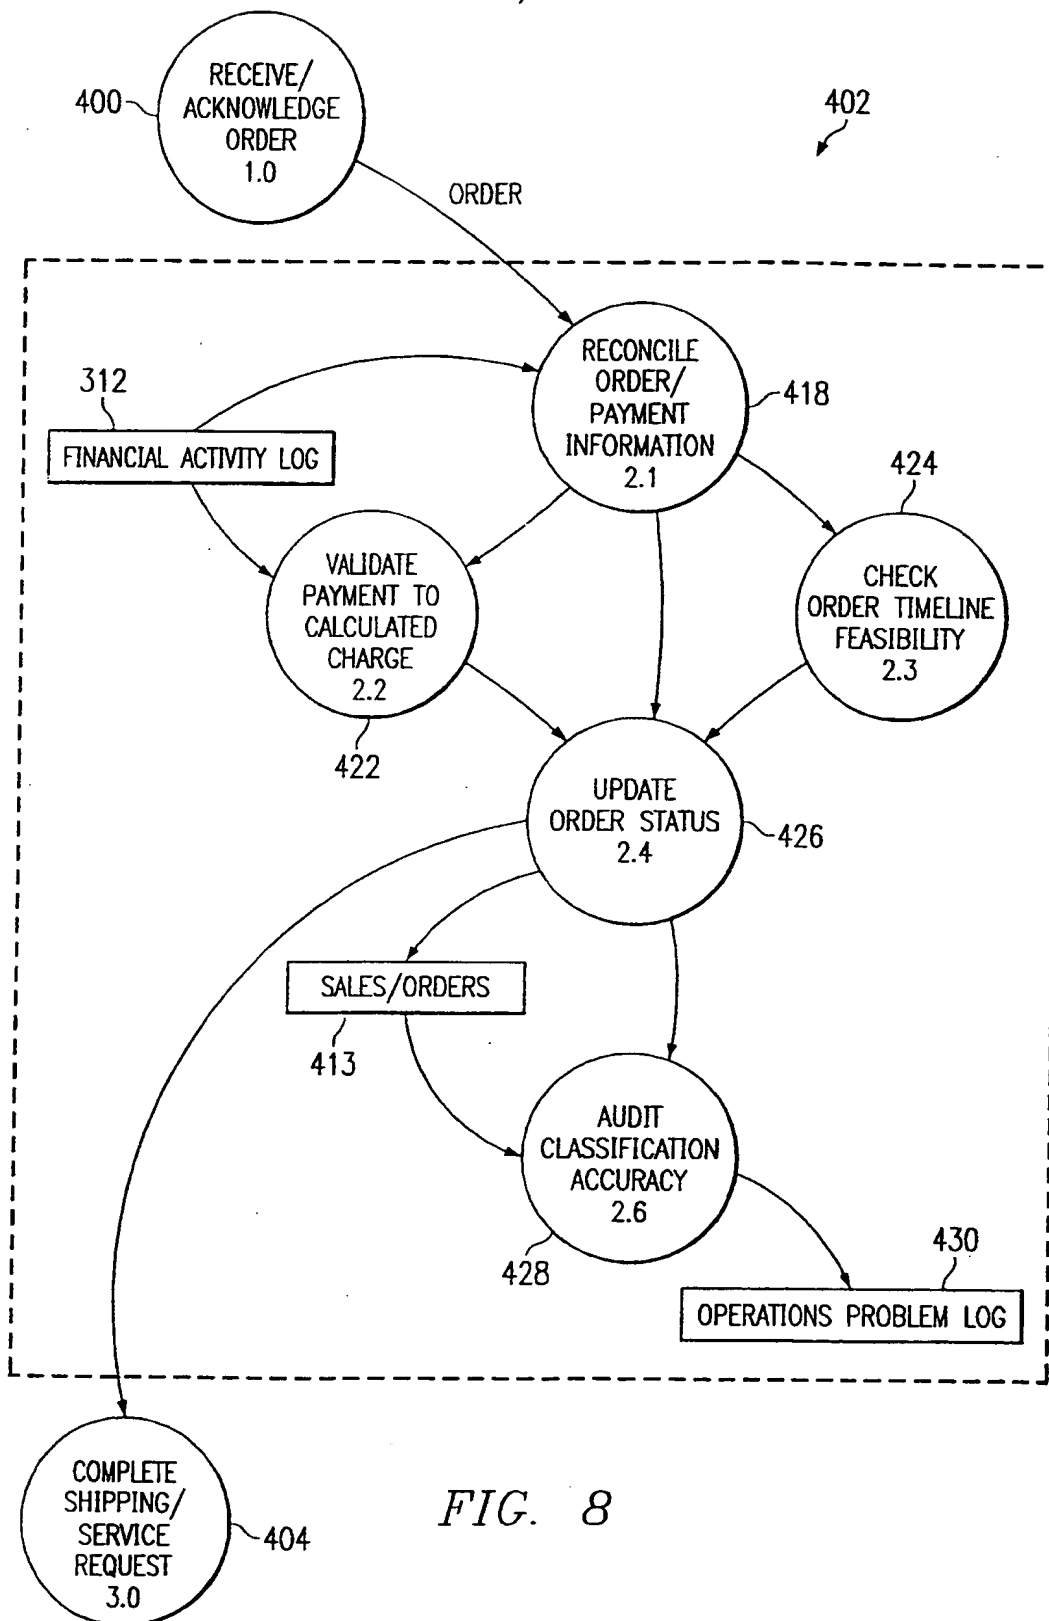 RECEIVE/
ACKNOWLEDGE
ORDER
1.0
400
402
ORDER
RECONCILE
ORDER/
PAYMENT
INFORMATION
2.1
418
312
FINANCIAL ACTIVITY LOG
424
VALIDATE
PAYMENT TO
CALCULATED
CHARGE
2.2
422
CHECK
ORDER TIMELINE
FEASIBILITY
2.3
UPDATE
ORDER STATUS
2.4
426
SALES/ORDERS
413
AUDIT
CLASSIFICATION
ACCURACY
2.6
428
430
OPERATIONS PROBLEM LOG
COMPLETE
SHIPPING/
SERVICE
REQUEST
3.0
404
FIG. 8